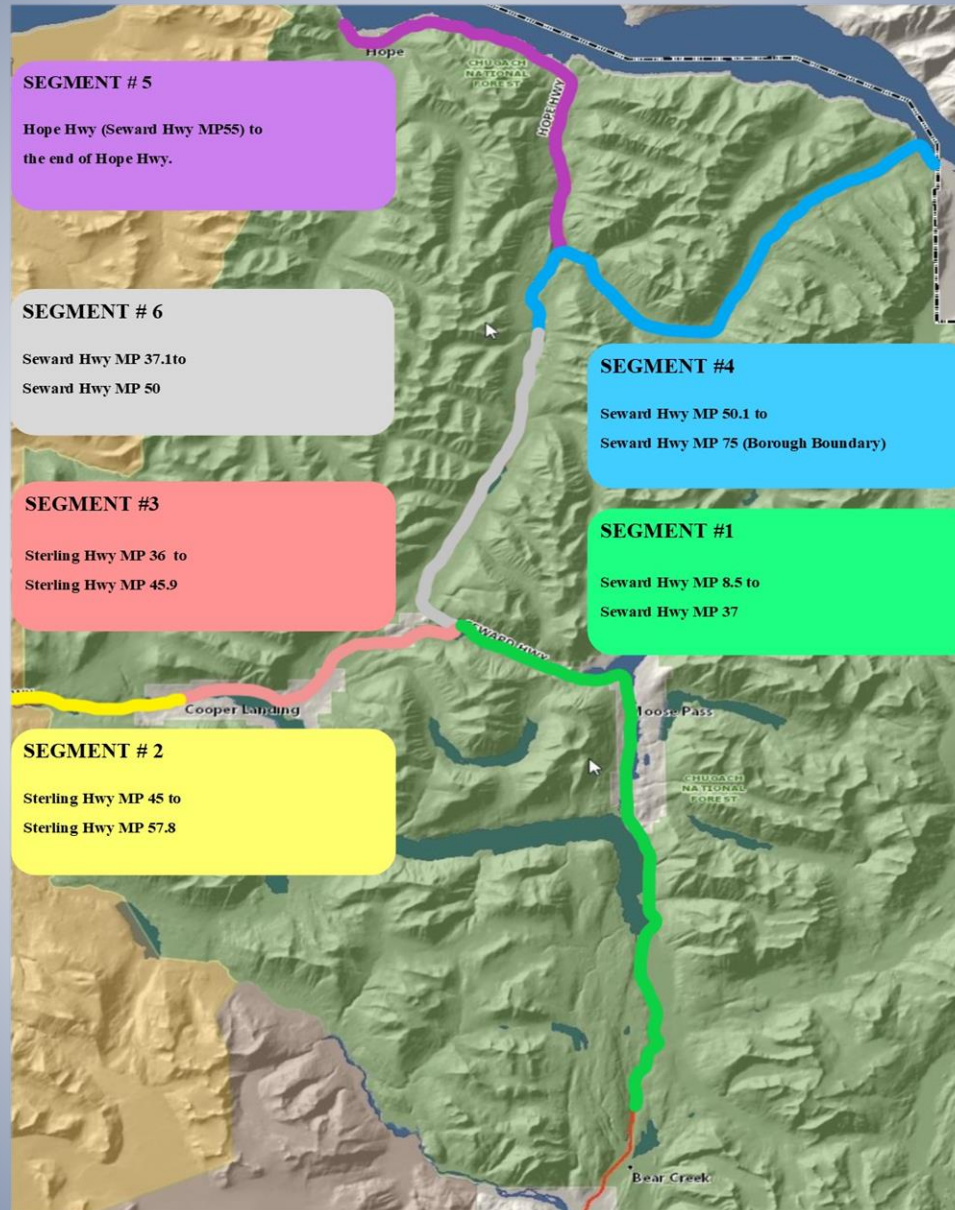 Hope
CHUGACH
NATIONAL
FOREST
SEGMENT # 5
Hope Hwy (Seward Hwy MP55) to
the end of Hope Hwy.
HOPE HWY
SEGMENT # 6
Seward Hwy MP 37.1to
Seward Hwy MP 50
SEGMENT #4
Seward Hwy MP 50.1 to
Seward Hwy MP 75 (Borough Boundary)
SEGMENT #3
Sterling Hwy MP 36 to
Sterling Hwy MP 45.9
SEGMENT #1
Seward Hwy MP 8.5 to
Seward Hwy MP 37
SEWARD HWY
Cooper Landing
Moose Pass
SEGMENT # 2
Sterling Hwy MP 45 to
Sterling Hwy MP 57.8
CHUGACH
NATIONAL
FOREST
Bear Creek